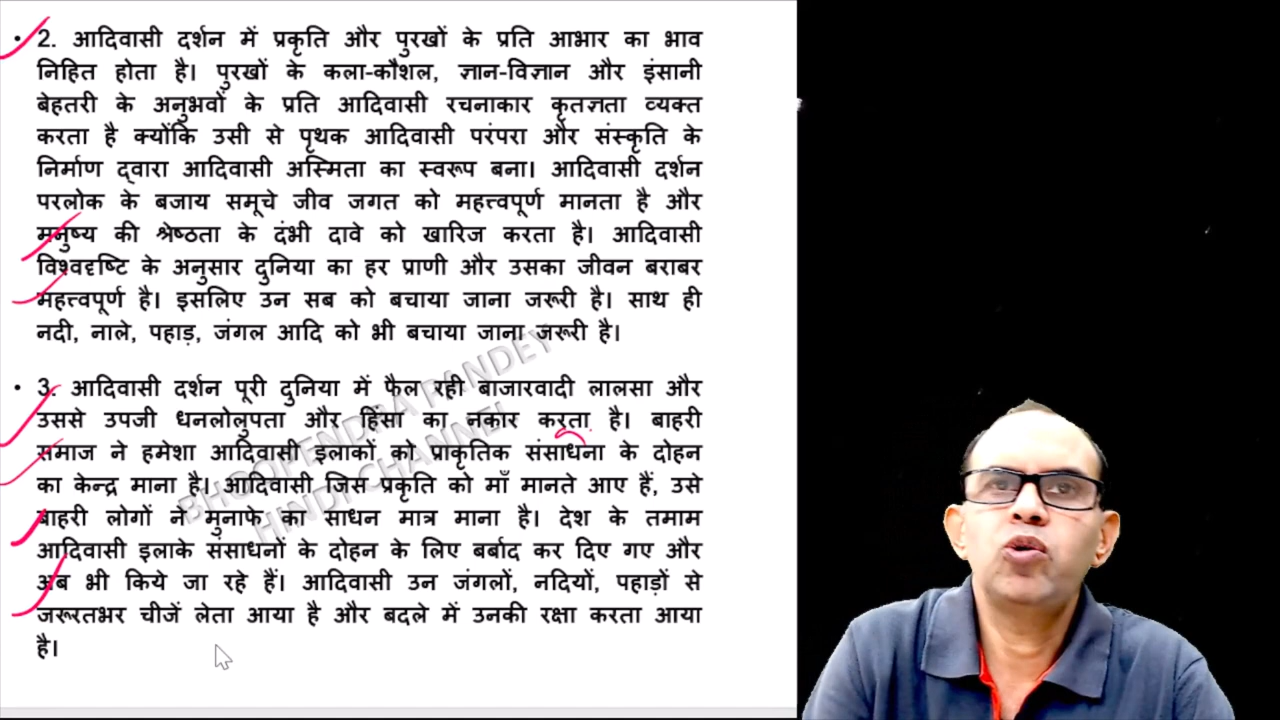 • 2. आदिवासी दर्शन में प्रकृति और पुरखों के प्रति आभार का भाव
निहित होता है। पुरखों के कला-कौशल, ज्ञान-विज्ञान और इंसानी
बेहतरी के अनुभवों के प्रति आदिवासी रचनाकार कृतज्ञता व्यक्त
करता है क्योंकि उसी से पृथक आदिवासी परंपरा और संस्कृति के
निर्माण द्वारा आदिवासी अस्मिता का स्वरूप बना। आदिवासी दर्शन
परलोक के बजाय समूचे जीव जगत को महत्त्वपूर्ण मानता है और
मनुष्य की श्रेष्ठता के दंभी दावे को खारिज करता है। आदिवासी
विश्वदृष्टि के अनुसार दुनिया का हर प्राणी और उसका जीवन बराबर
महत्त्वपूर्ण है। इसलिए उन सब को बचाया जाना जरूरी है। साथ ही
नदी, नाले, पहाड़, जंगल आदि को भी बचाया जाना जरूरी है।
• 3. आदिवासी दर्शन पूरी दुनिया में फैल रही बाजारवादी लालसा और
उससे उपजी धनलोलुपता और हिंसा का नकार करता है। बाहरी
समाज ने हमेशा आदिवासी इलाकों को प्राकृतिक संसाधनों के दोहन
का केन्द्र माना है। आदिवासी जिस प्रकृति को माँ मानते आए हैं, उसे
बाहरी लोगों ने मुनाफे का साधन मात्र माना है। देश के तमाम
आदिवासी इलाके संसाधनों के दोहन के लिए बर्बाद कर दिए गए और
अब भी किये जा रहे हैं। आदिवासी उन जंगलों, नदियों, पहाड़ों से
जरूरतभर चीजें लेता आया है और बदले में उनकी रक्षा करता आया
है।
BHOOPENDRA PANDEY
HINDI CHANNEL